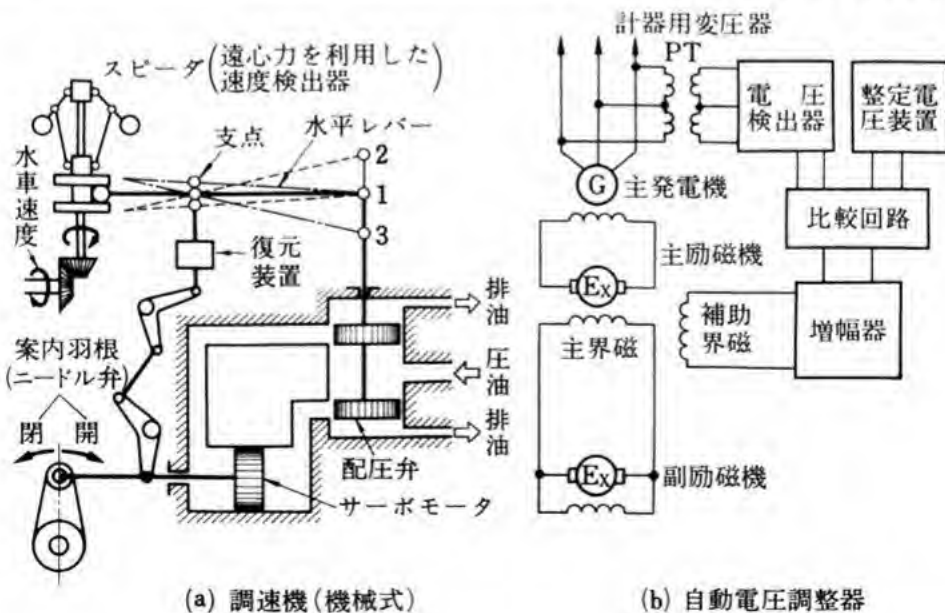 スピーダ(遠心力を利用した
速度検出器)
水平レバー
支点
2
1
3
水車速度
復元
装置
案内羽根
(ニードル弁)
閉 開
排油
圧油
排油
配圧弁
サーボモータ
(a) 調速機(機械式)
計器用変圧器
PT
電圧
検出器
整定電
圧装置
G 主発電機
比較回路
主励磁機
EX
補助
界磁
増幅器
主界磁
EX 副励磁機
(b) 自動電圧調整器